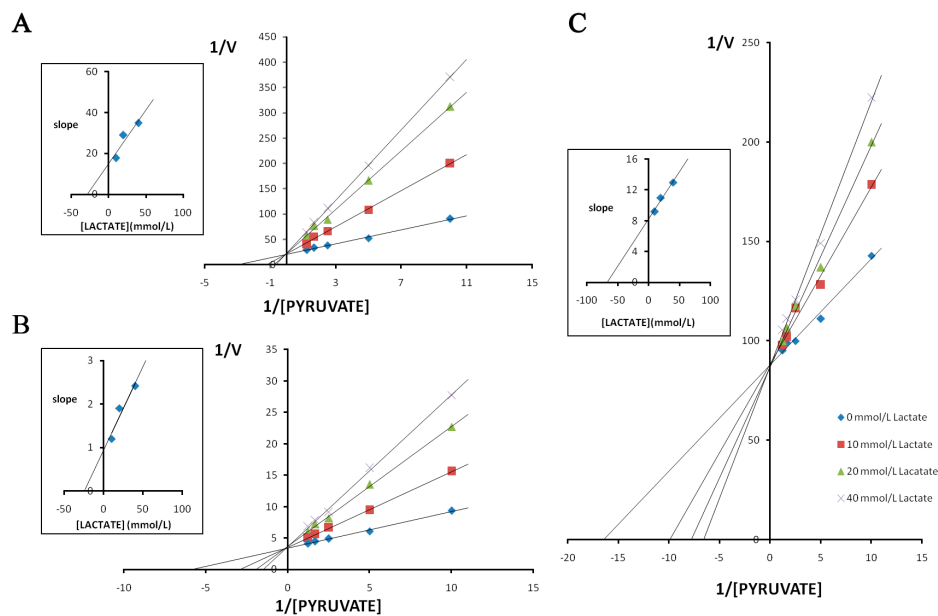 A
1/V
450
400
350
300
250
200
150
100
50
0
-5 -1 3 7 11 15
1/[PYRUVATE]
60
40
20
0
slope
-50 0 50 100
[LACTATE](mmol/L)
B
1/V
35
30
25
20
15
10
5
0
-10 -5 0 5 10 15
1/[PYRUVATE]
3
2
1
0
slope
-50 0 50 100
[LACTATE] (mmol/L)
C
1/V
250
200
150
100
50
0
-20 -15 -10 -5 0 5 10 15
1/[PYRUVATE]
16
12
8
4
0
slope
-100 -50 0 50 100
[LACTATE](mmol/L)
0 mmol/L Lactate
10 mmol/L Lactate
20 mmol/L Lacatate
40 mmol/L Lactate